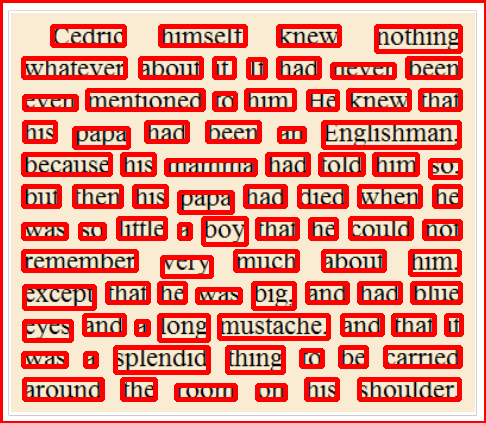 Cedric himself knew nothing
whatever about it. It had never been
even mentioned to him. He knew that
his papa had been an Englishman,
because his mamma had told him so;
but then his papa had died when he
was so little a boy that he could not
remember very much about him,
except that he was big, and had blue
eyes and a long mustache, and that it
was a splendid thing to be carried
around the room on his shoulder.